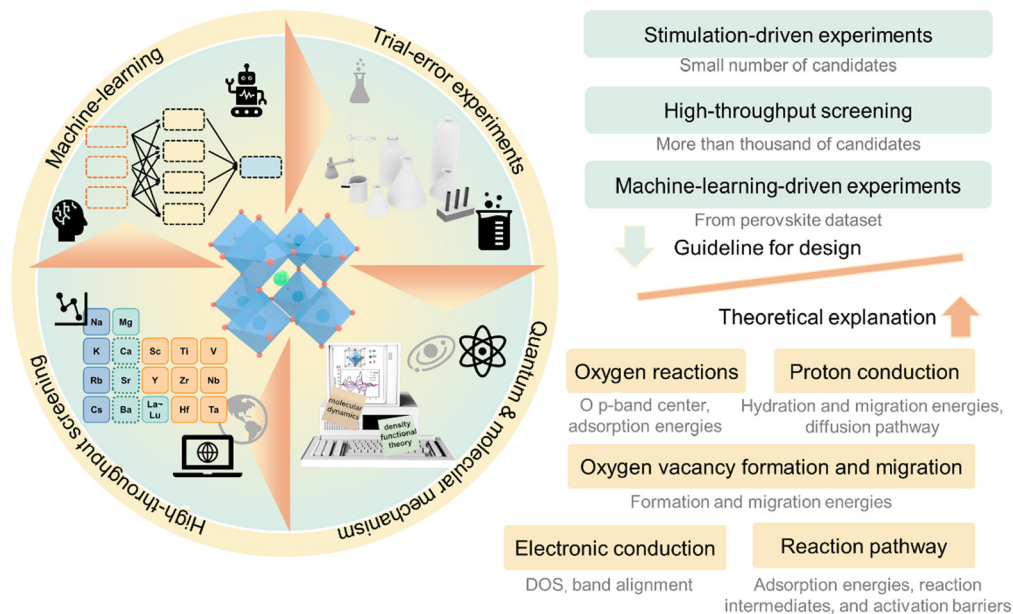 Machine-learning
Trial-error experiments
High-throughput screening
Quantum & molecular mechanism
Na Mg
K Ca Sc Ti V
Rb Sr Y Zr Nb
Cs Ba La~
Lu Hf Ta
molecular
dynamics
density
functional
theory
Stimulation-driven experiments
Small number of candidates
High-throughput screening
More than thousand of candidates
Machine-learning-driven experiments
From perovskite dataset
Guideline for design
Theoretical explanation
Oxygen reactions
O p-band center,
adsorption energies
Proton conduction
Hydration and migration energies,
diffusion pathway
Oxygen vacancy formation and migration
Formation and migration energies
Electronic conduction
DOS, band alignment
Reaction pathway
Adsorption energies, reaction
intermediates, and activation barriers